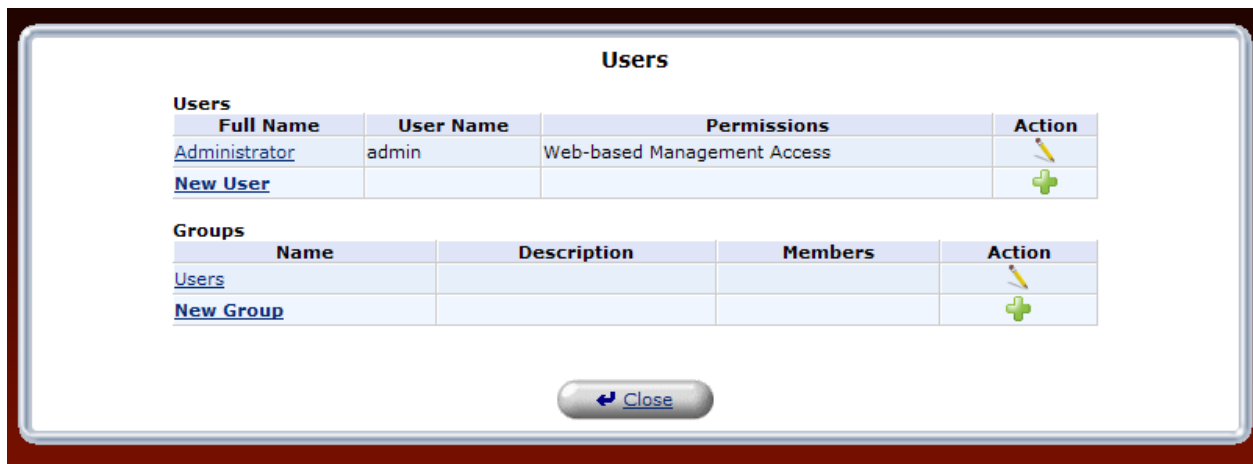 Users
Users
Full Name User Name Permissions Action
Administrator admin Web-based Management Access
New User
Groups
Name Description Members Action
Users
New Group
Close